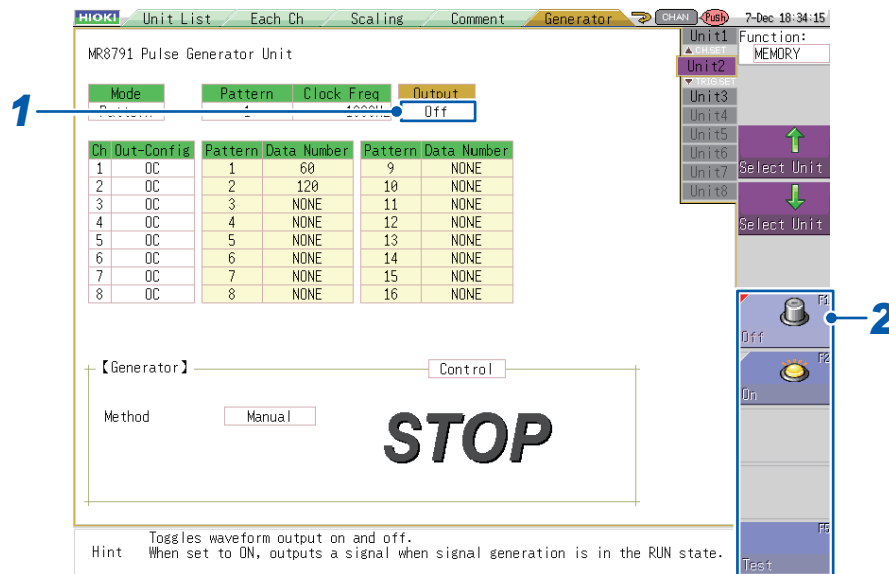 HIOKI Unit List Each Ch Scaling Comment Generator CHAN Push 7-Dec 18:34:15
MR8791 Pulse Generator Unit
Mode Pattern Clock Freq Output
Pattern 1 1000Hz Off
1
Ch Out-Config Pattern Data Number Pattern Data Number
1 OC 1 60 9 NONE
2 OC 2 120 10 NONE
3 OC 3 NONE 11 NONE
4 OC 4 NONE 12 NONE
5 OC 5 NONE 13 NONE
6 OC 6 NONE 14 NONE
7 OC 7 NONE 15 NONE
8 OC 8 NONE 16 NONE
【Generator】 Control
Method Manual
STOP
Hint Toggles waveform output on and off.
When set to ON, outputs a signal when signal generation is in the RUN state.
Unit1
▲CHSET
Unit2
▼TRIGSET
Unit3
Unit4
Unit5
Unit6
Unit7
Unit8
Function:
MEMORY
Select Unit
Select Unit
F1
Off
2
F2
On
F5
Test